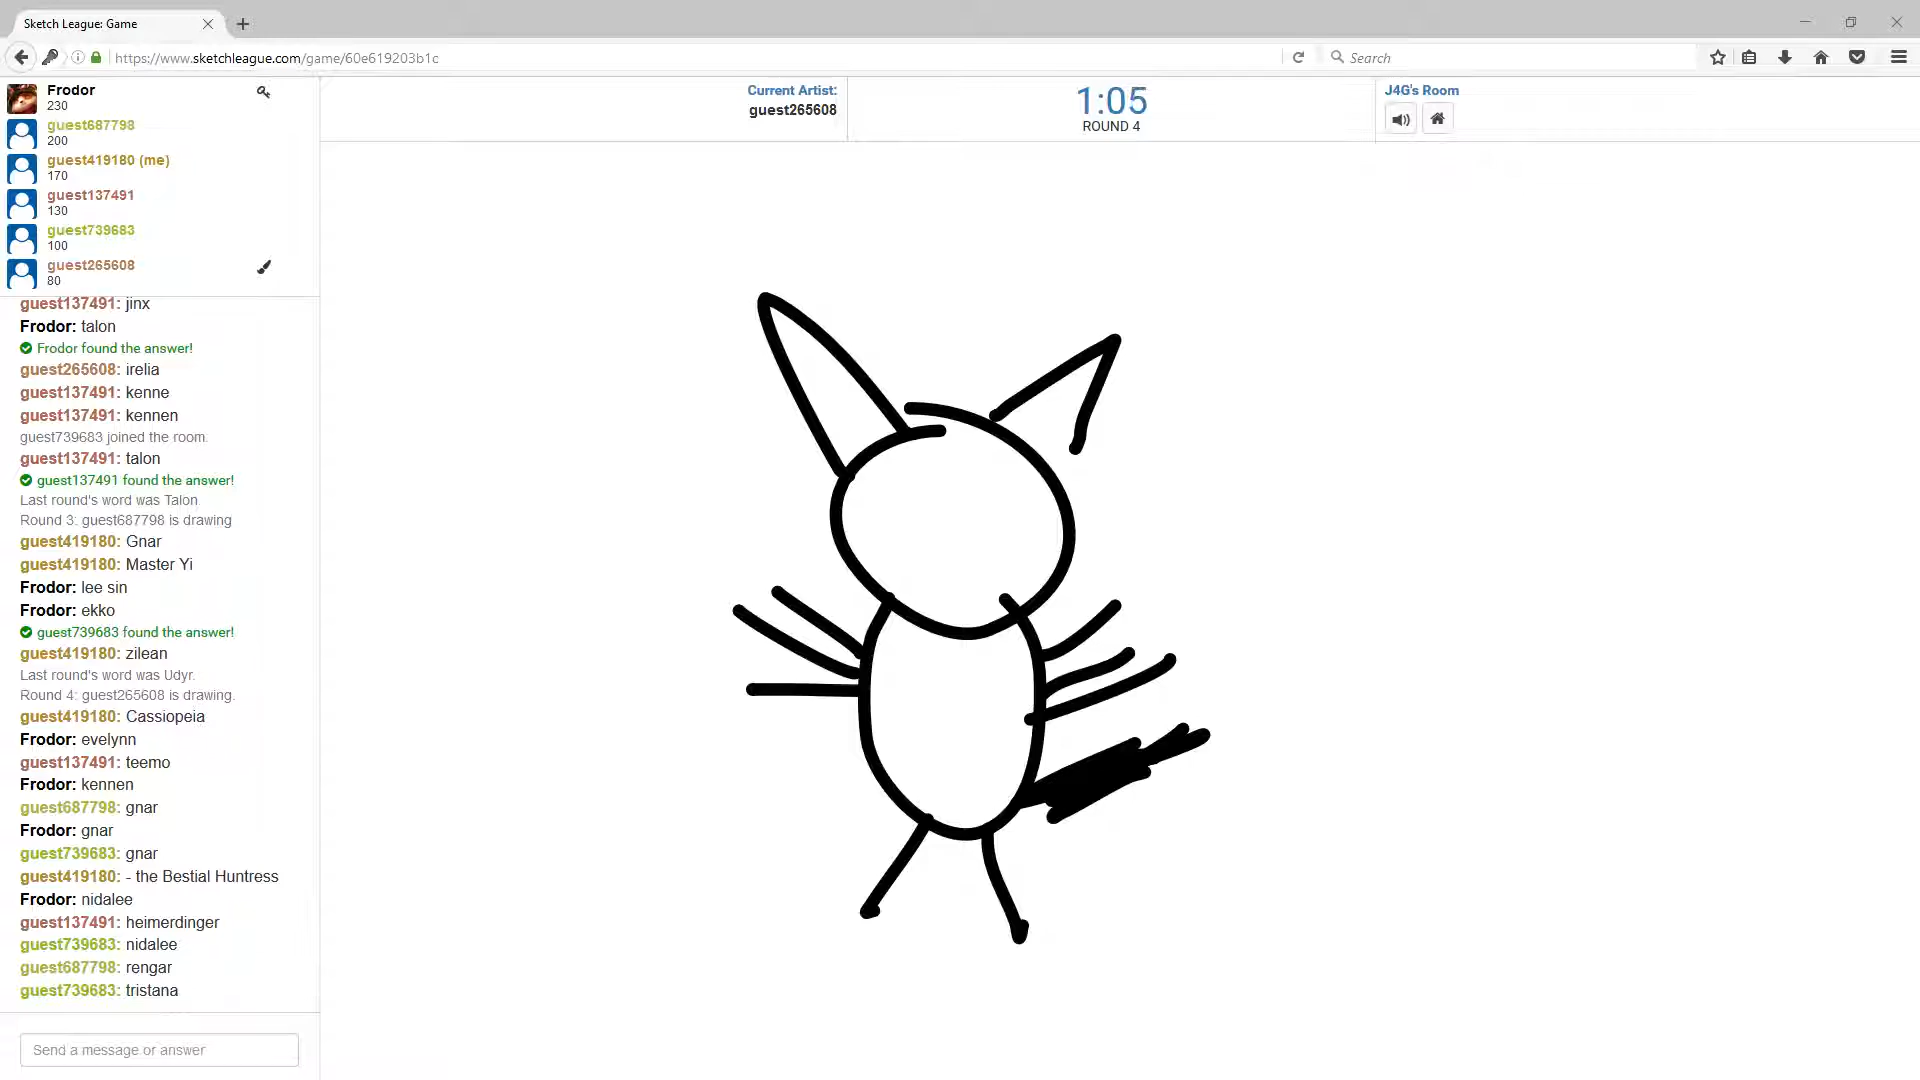 Sketch League: Game
https://www.sketchleague.com/game/60e619203b1c
Search
Frodor
230
guest687798
200
guest419180 (me)
170
guest137491
130
guest739683
100
guest265608
80
Current Artist:
guest265608
1:05
ROUND 4
J4G's Room
guest137491: jinx
Frodor: talon
Frodor found the answer!
guest265608: irelia
guest137491: kenne
guest137491: kennen
guest739683 joined the room.
guest137491: talon
guest137491 found the answer!
Last round's word was Talon
Round 3: guest687798 is drawing
guest419180: Gnar
guest419180: Master Yi
Frodor: lee sin
Frodor: ekko
guest739683 found the answer!
guest419180: zilean
Last round's word was Udyr.
Round 4: guest265608 is drawing.
guest419180: Cassiopeia
Frodor: evelynn
guest137491: teemo
Frodor: kennen
guest687798: gnar
Frodor: gnar
guest739683: gnar
guest419180: - the Bestial Huntress
Frodor: nidalee
guest137491: heimerdinger
guest739683: nidalee
guest687798: rengar
guest739683: tristana
Send a message or answer